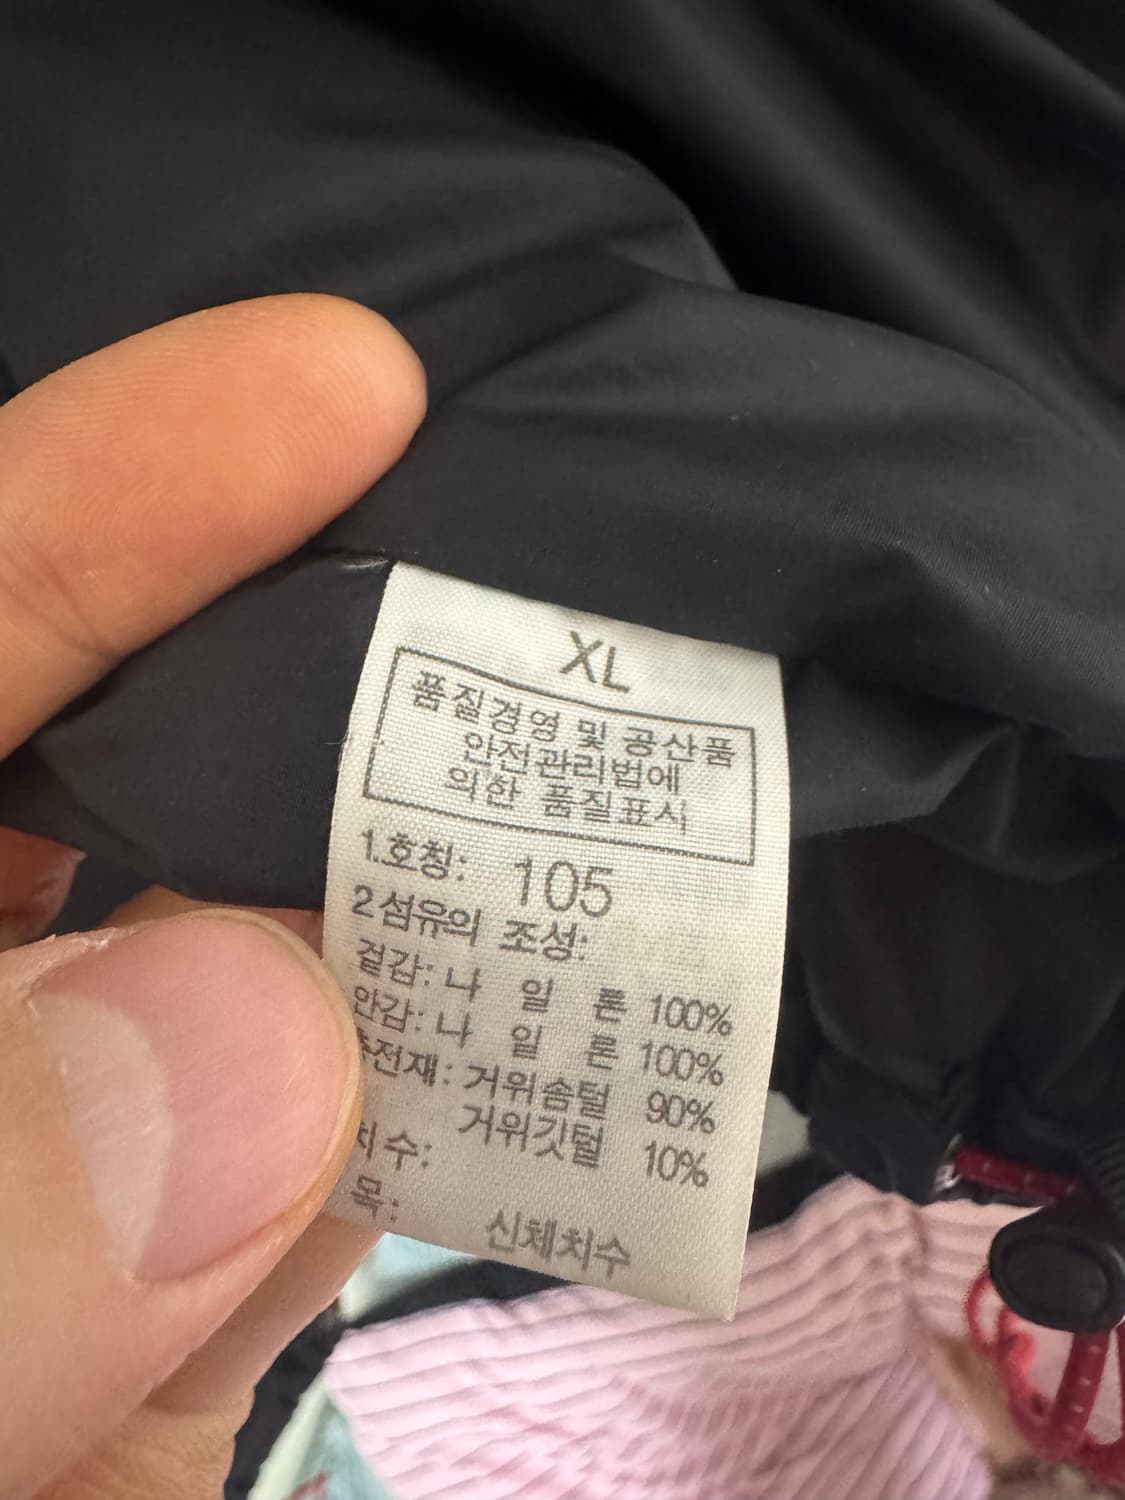 XL
품질경영 및 공산품
안전관리법에
의한 품질표시
1.호칭: 105
2 섬유의 조성:
겉감: 나 일 론 100%
안감: 나 일 론 100%
충전재: 거위솜털 90%
거위깃털 10%
치수:
목: 신체치수